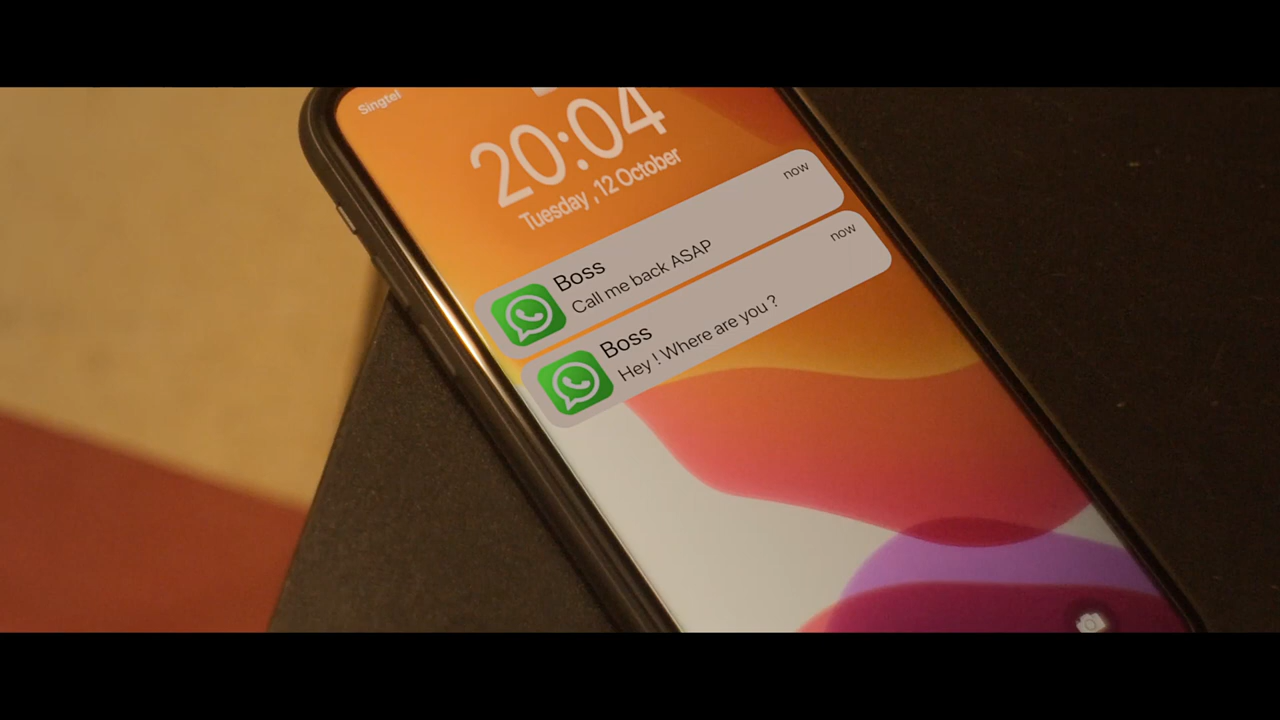 Singtel
20:04
Tuesday , 12 October
now
Boss
Call me back ASAP
now
Boss
Hey ! Where are you ?